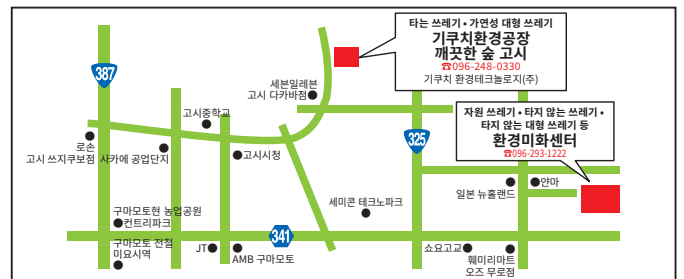 타는 쓰레기 • 가연성 대형 쓰레기
기쿠치환경공장
깨끗한 숲 고시
☎096-248-0330
기쿠치 환경테크놀로지(주)
387
세븐일레븐
고시 다카바점
자원 쓰레기 • 타지 않는 쓰레기 •
타지 않는 대형 쓰레기 등
환경미화센터
☎096-293-1222
고시중학교
325
로손
고시 쓰지쿠보점
사카에 공업단지
고시시청
얀마
일본 뉴홀랜드
세미콘 테크노파크
구마모토현 농업공원
컨트리파크
341
구마모토 전철
미요시역
JT
AMB 구마모토
쇼요고교
훼미리마트
오즈 무로점